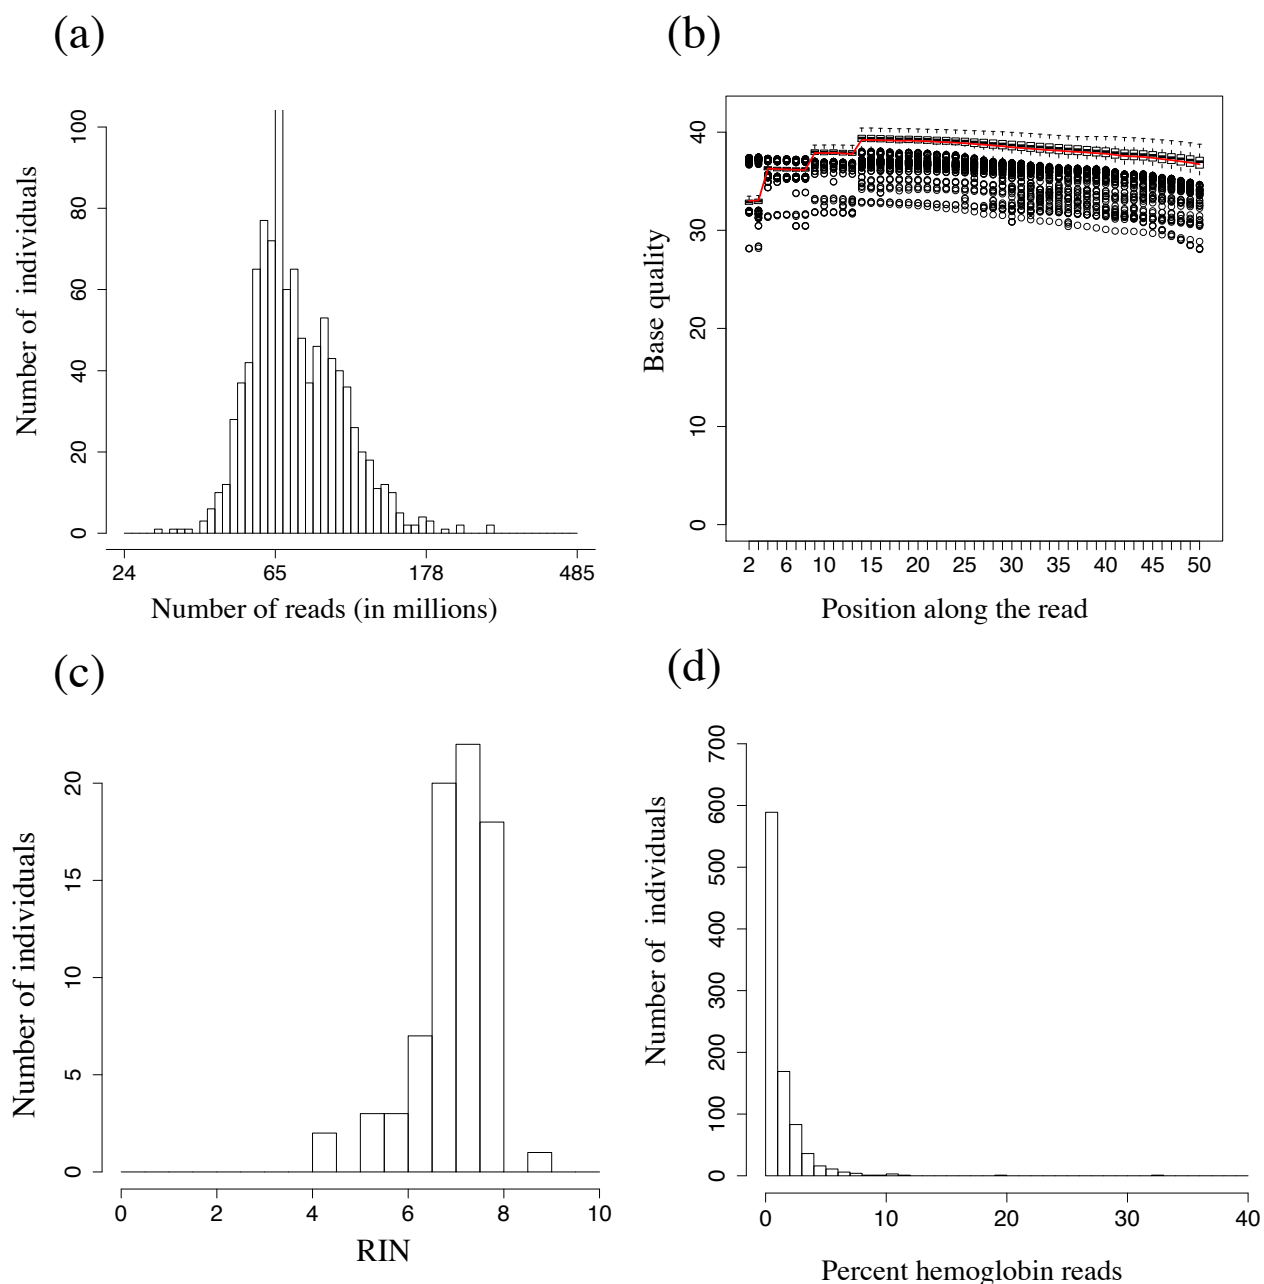 (a)
Number of individuals
0 20 40 60 80 100
24 65 178 485
Number of reads (in millions)
(b)
Base quality
0 10 20 30 40
2 6 10 15 20 25 30 35 40 45 50
Position along the read
(c)
Number of individuals
0 5 10 15 20
0 2 4 6 8 10
RIN
(d)
Number of individuals
0 100 200 300 400 500 600 700
0 10 20 30 40
Percent hemoglobin reads